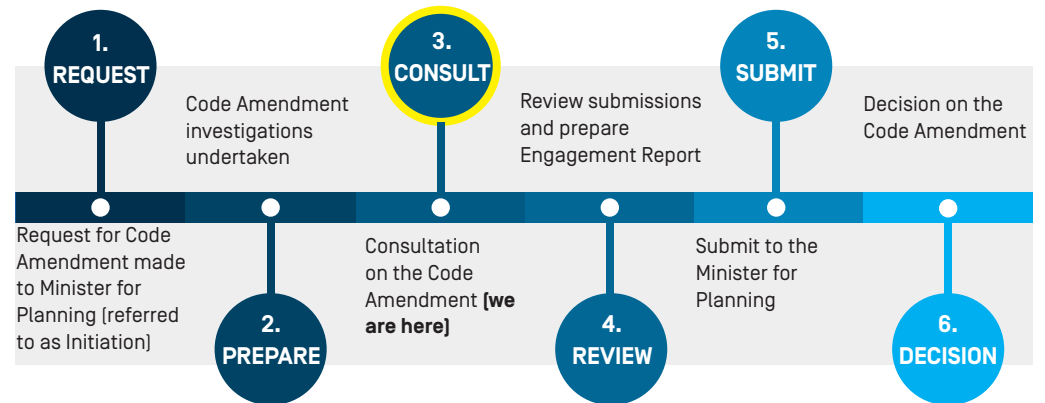 1.
REQUEST
Request for Code
Amendment made
to Minister for
Planning (referred
to as Initiation)
Code Amendment
investigations
undertaken
2.
PREPARE
3.
CONSULT
Consultation
on the Code
Amendment (we
are here)
Review submissions
and prepare
Engagement Report
4.
REVIEW
5.
SUBMIT
Submit to the
Minister for
Planning
Decision on the
Code Amendment
6.
DECISION